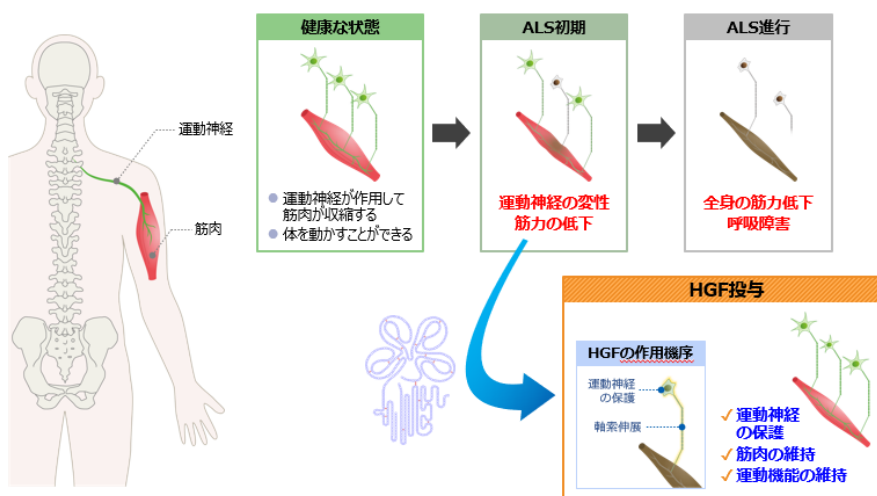 運動神経
筋肉
健康な状態
運動神経が作用して
筋肉が収縮する
体を動かすことができる
ALS初期
運動神経の変性
筋力の低下
ALS進行
全身の筋力低下
呼吸障害
HGF投与
HGFの作用機序
運動神経
の保護
軸索伸展
✓運動神経
の保護
✓筋肉の維持
✓運動機能の維持